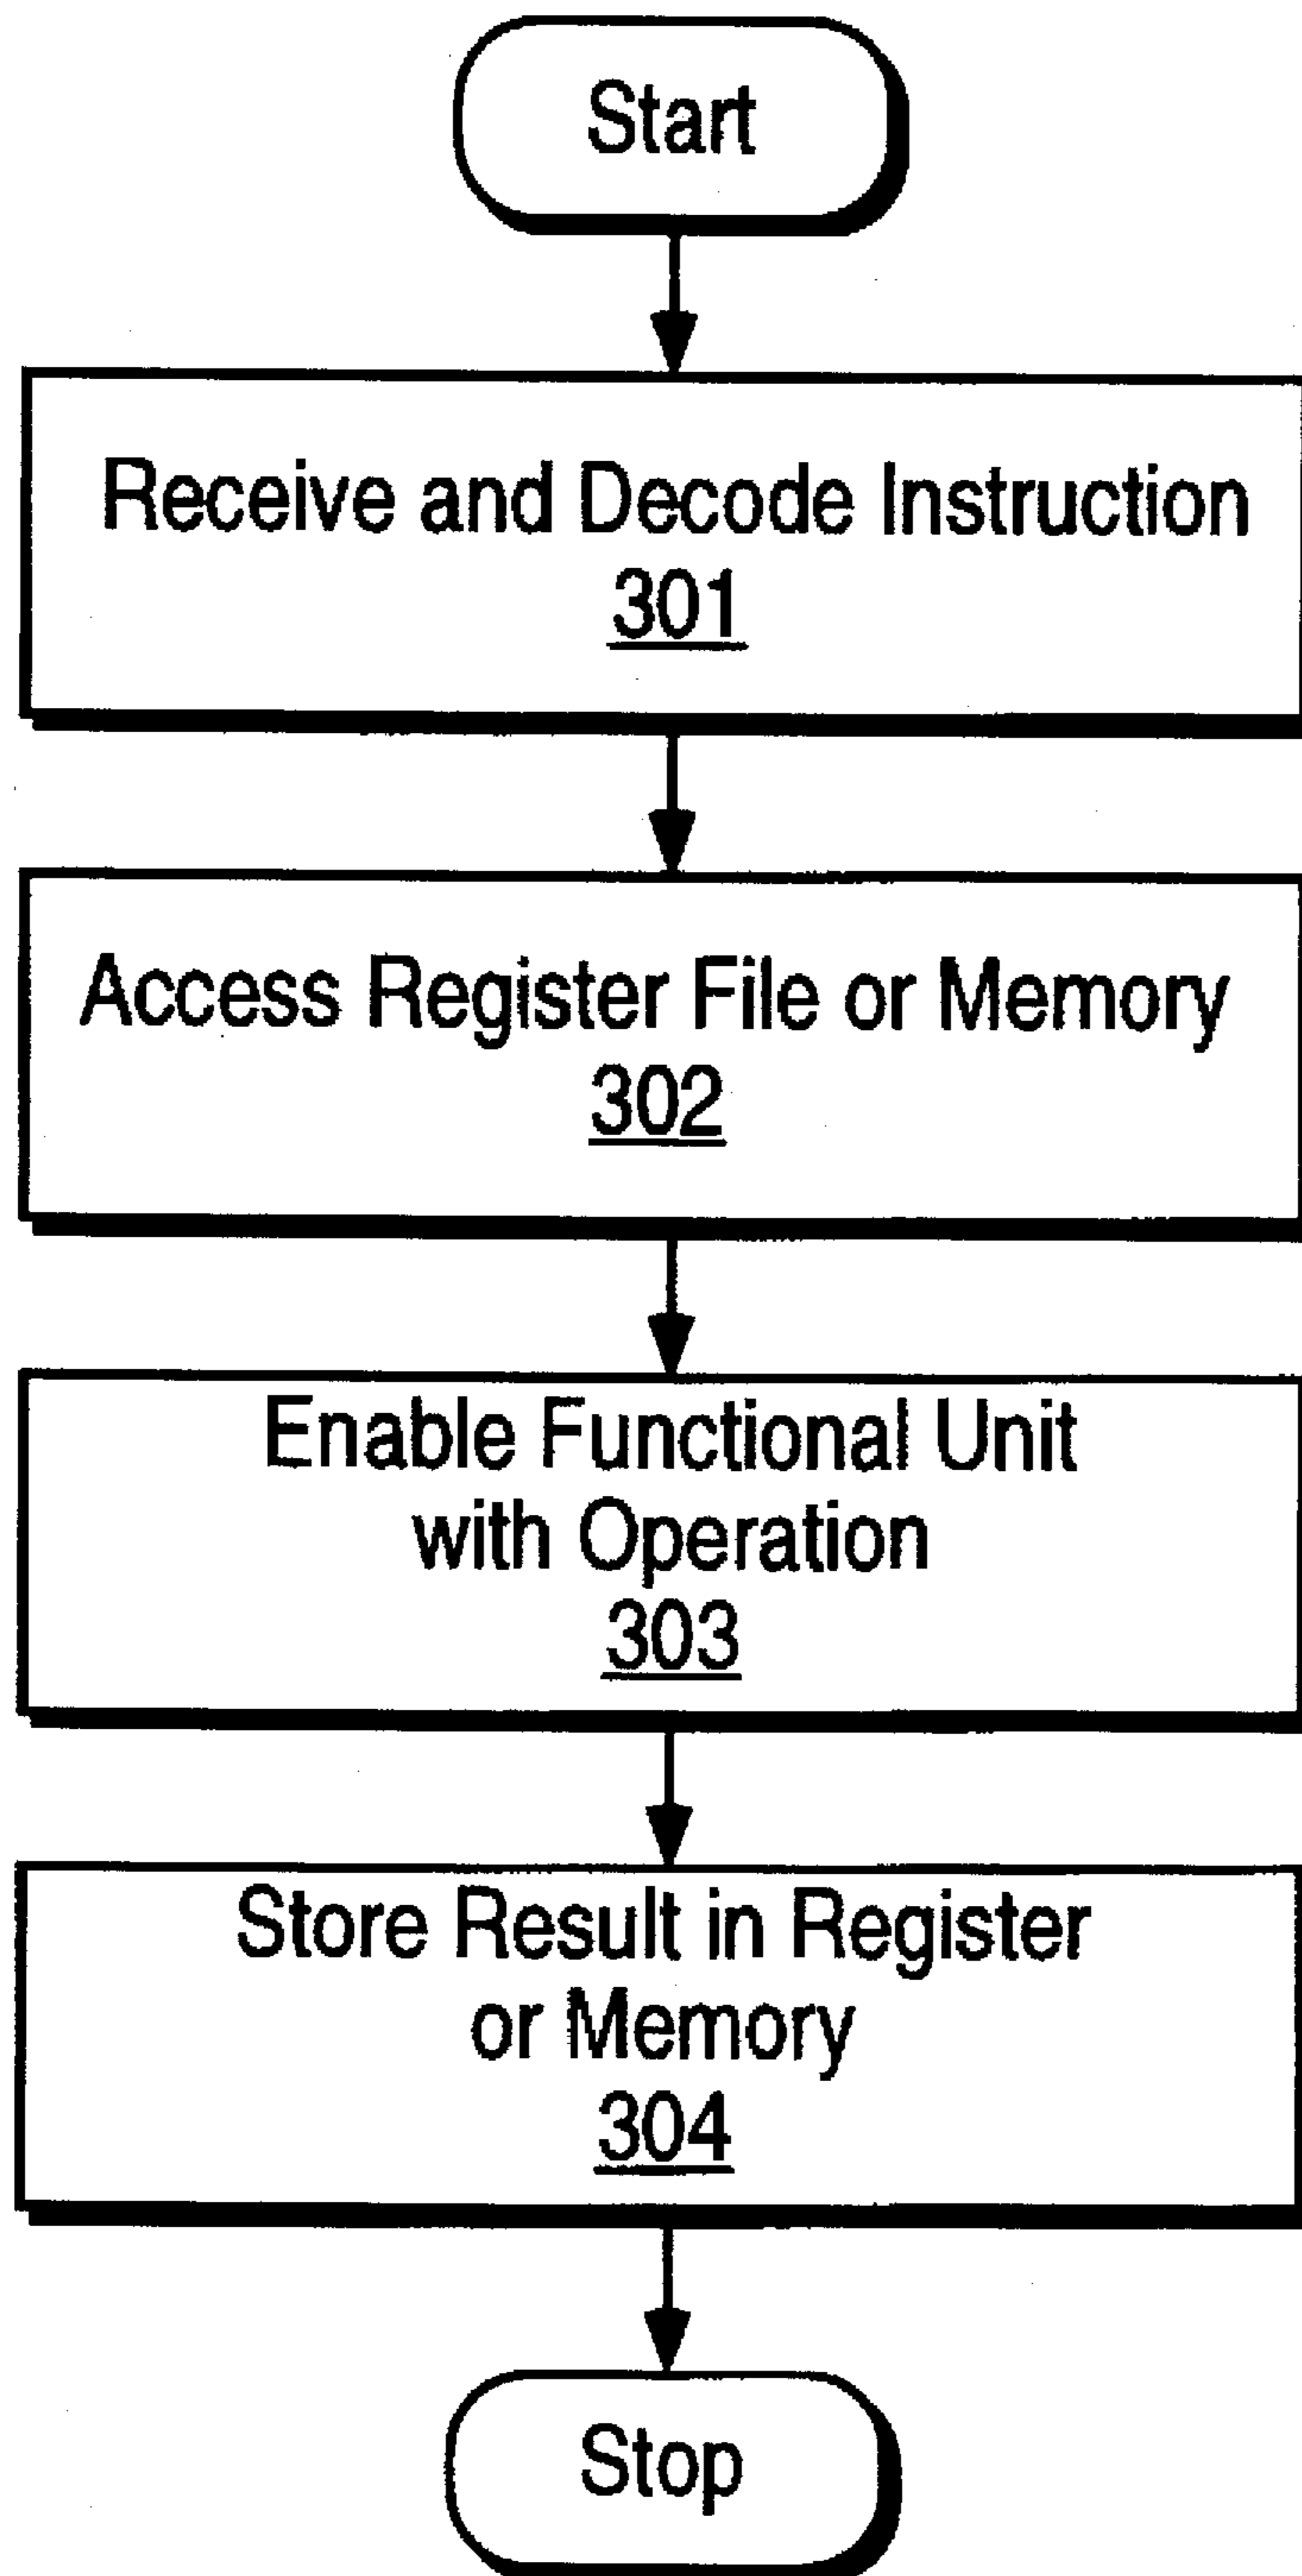 Start
Receive and Decode Instruction
301
Access Register File or Memory
302
Enable Functional Unit
with Operation
303
Store Result in Register
or Memory
304
Stop